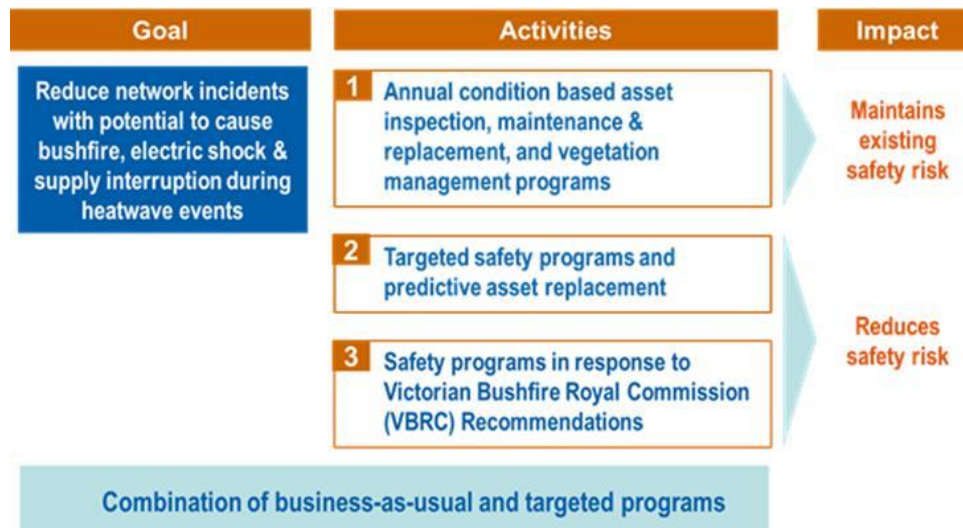 Goal
Activities
Impact
Reduce network incidents
with potential to cause
bushfire, electric shock &
supply interruption during
heatwave events
1
Annual condition based asset
inspection, maintenance &
replacement, and vegetation
management programs
Maintains
existing
safety risk
2
Targeted safety programs and
predictive asset replacement
3
Safety programs in response to
Victorian Bushfire Royal Commission
(VBRC) Recommendations
Reduces
safety risk
Combination of business-as-usual and targeted programs